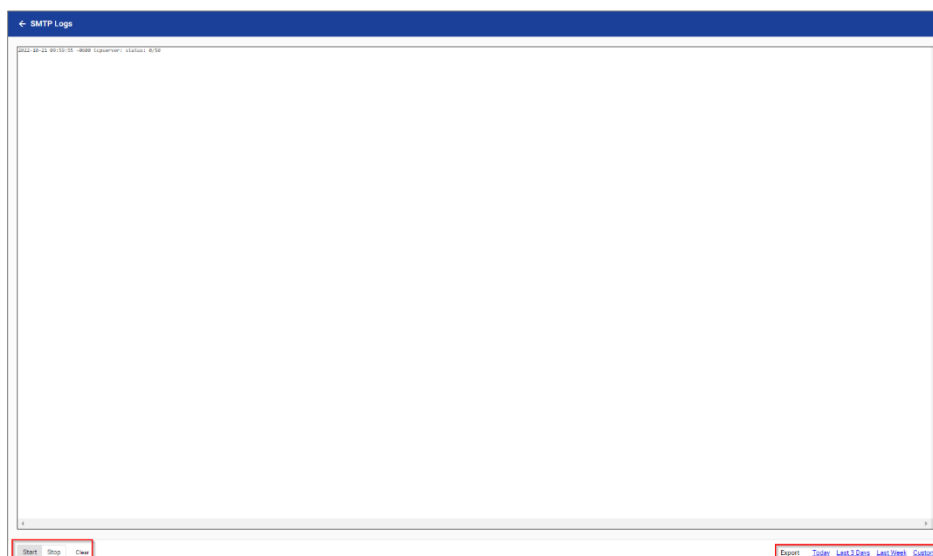 SMTP Logs
2022-10-21 09:59:55 -0600 tcpserver: status: 0/50
Start Stop Clear
Export Today Last 3 Days Last Week Custom